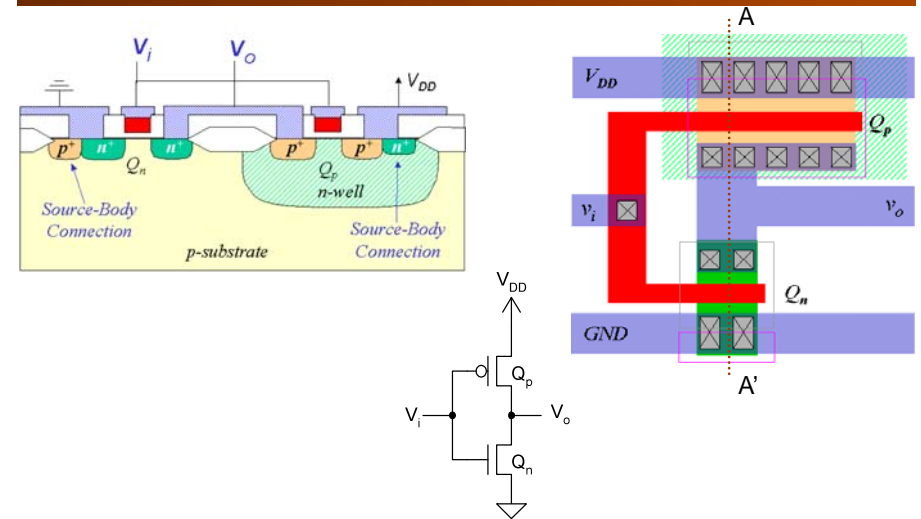 V_i
V_o
V_DD
p⁺
n⁺
n⁺
p⁺
p⁺
n⁺
Q_n
Q_p
n-well
Source-Body
Connection
Source-Body
Connection
p-substrate
A
V_DD
Q_p
v_i
v_o
Q_n
GND
A'
V_DD
Q_p
V_i
V_o
Q_n